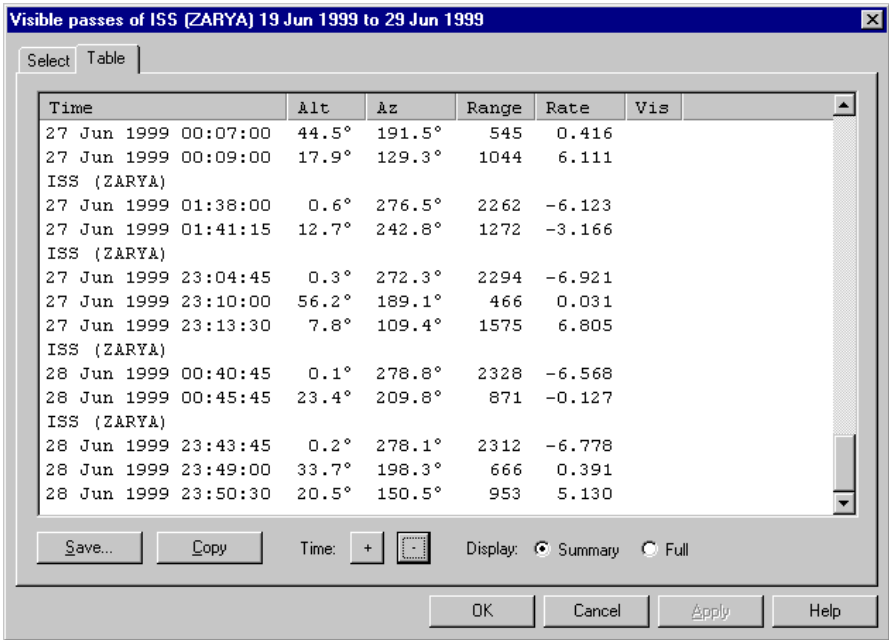 Visible passes of ISS (ZARYA) 19 Jun 1999 to 29 Jun 1999
Select Table
Time Alt Az Range Rate Vis
27 Jun 1999 00:07:00 44.5° 191.5° 545 0.416
27 Jun 1999 00:09:00 17.9° 129.3° 1044 6.111
ISS (ZARYA)
27 Jun 1999 01:38:00 0.6° 276.5° 2262 -6.123
27 Jun 1999 01:41:15 12.7° 242.8° 1272 -3.166
ISS (ZARYA)
27 Jun 1999 23:04:45 0.3° 272.3° 2294 -6.921
27 Jun 1999 23:10:00 56.2° 189.1° 466 0.031
27 Jun 1999 23:13:30 7.8° 109.4° 1575 6.805
ISS (ZARYA)
28 Jun 1999 00:40:45 0.1° 278.8° 2328 -6.568
28 Jun 1999 00:45:45 23.4° 209.8° 871 -0.127
ISS (ZARYA)
28 Jun 1999 23:43:45 0.2° 278.1° 2312 -6.778
28 Jun 1999 23:49:00 33.7° 198.3° 666 0.391
28 Jun 1999 23:50:30 20.5° 150.5° 953 5.130
Save... Copy Time: + - Display: Summary Full
OK Cancel Apply Help